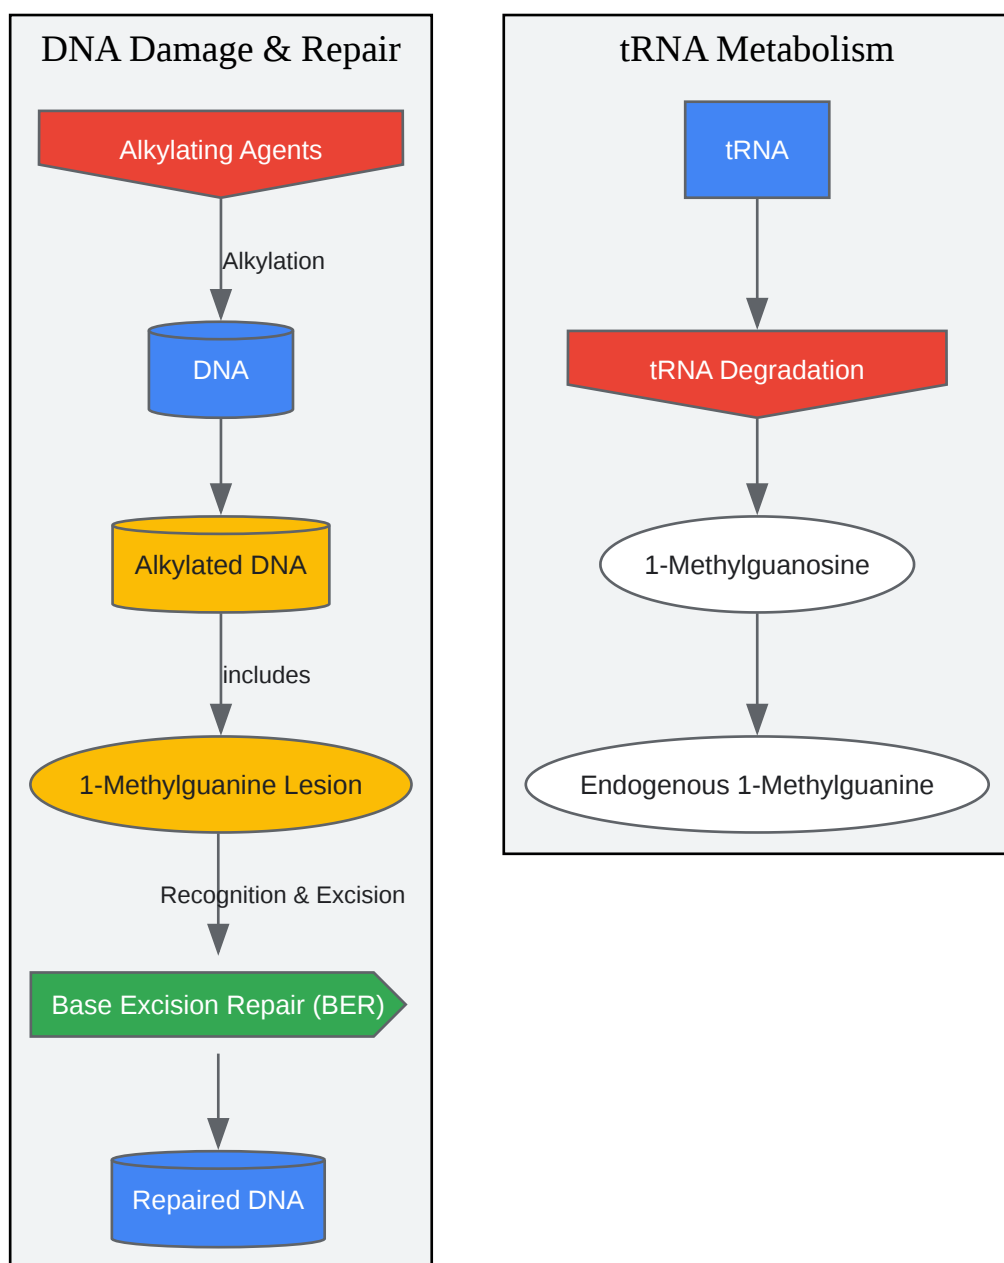 DNA Damage & Repair
Alkylating Agents
Alkylation
DNA
Alkylated DNA
includes
1-Methylguanine Lesion
Recognition & Excision
Base Excision Repair (BER)
Repaired DNA
tRNA Metabolism
tRNA
tRNA Degradation
1-Methylguanosine
Endogenous 1-Methylguanine